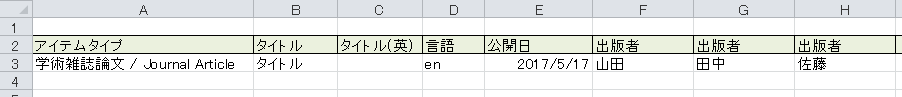 A B C D E F G H
1
2 アイテムタイプ タイトル タイトル(英) 言語 公開日 出版者 出版者 出版者
3 学術雑誌論文 / Journal Article タイトル en 2017/5/17 山田 田中 佐藤
4